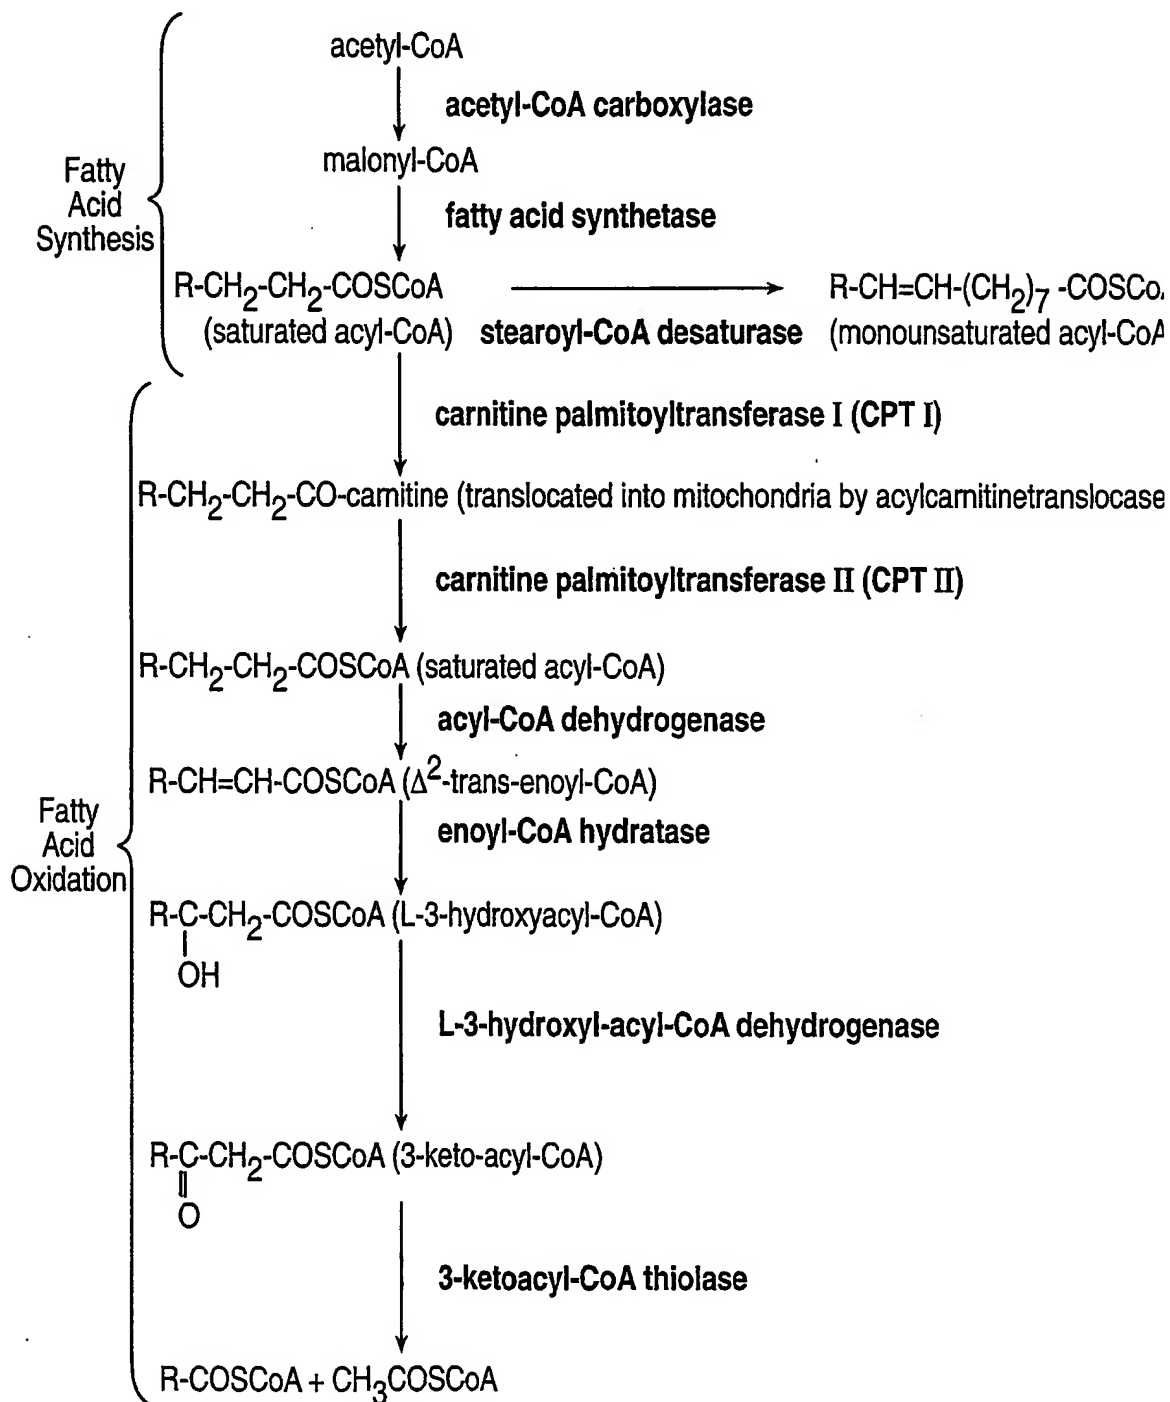 acetyl-CoA
acetyl-CoA carboxylase
malonyl-CoA
Fatty
Acid
Synthesis
fatty acid synthetase
R-CH2-CH2-COSCoA
R-CH=CH-(CH2)7 -COSCo
(saturated acyl-CoA)
stearoyl-CoA desaturase
(monounsaturated acyl-CoA
carnitine palmitoyltransferase I (CPT I)
R-CH2-CH2-CO-carnitine (translocated into mitochondria by acylcarnitinetranslocase
carnitine palmitoyltransferase II (CPT II)
R-CH2-CH2-COSCoA (saturated acyl-CoA)
acyl-CoA dehydrogenase
R-CH=CH-COSCoA (Δ2-trans-enoyl-CoA)
Fatty
Acid
Oxidation
enoyl-CoA hydratase
R-C-CH2-COSCoA (L-3-hydroxyacyl-CoA)
OH
L-3-hydroxyl-acyl-CoA dehydrogenase
R-C-CH2-COSCoA (3-keto-acyl-CoA)
O
3-ketoacyl-CoA thiolase
R-COSCoA + CH3COSCoA